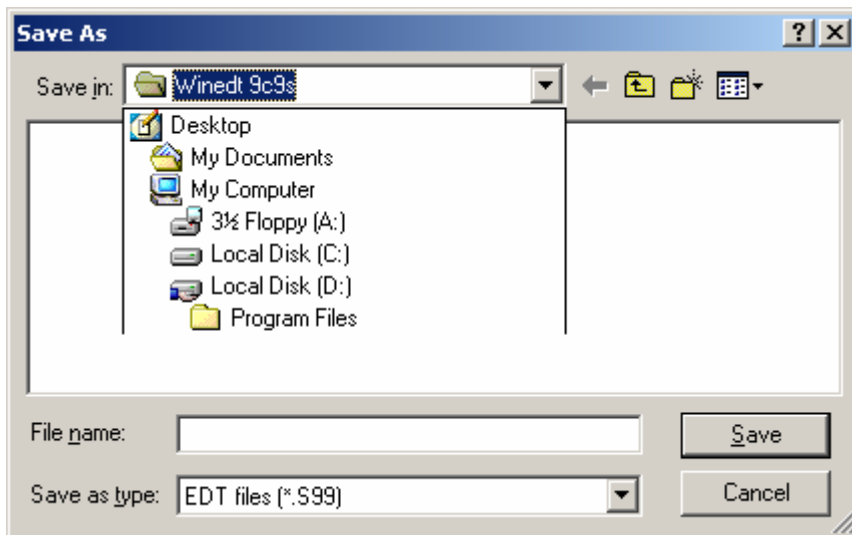 Save As
Save in: Winedt 9c9s
Desktop
My Documents
My Computer
3½ Floppy (A:)
Local Disk (C:)
Local Disk (D:)
Program Files
File name:
Save
Save as type: EDT files (*.S99)
Cancel